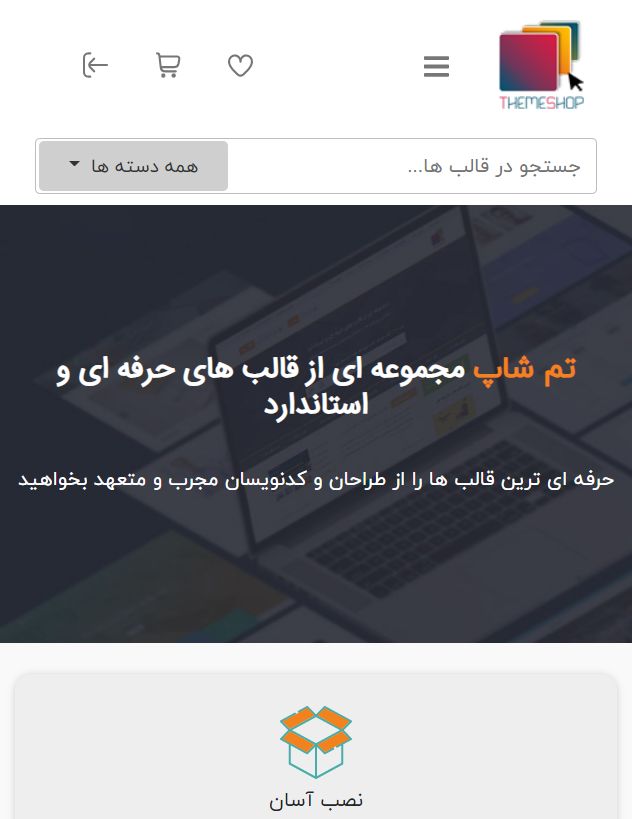 THEMESHOP
جستجو در قالب ها...
همه دسته ها
تم شاپ مجموعه ای از قالب های حرفه ای و
استاندارد
حرفه ای ترین قالب ها را از طراحان و کدنویسان مجرب و متعهد بخواهید
نصب آسان